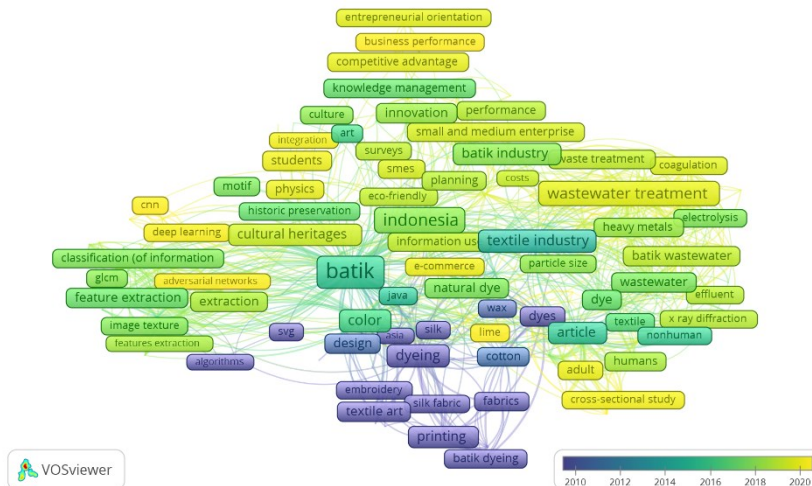 entrepreneurial orientation
business performance
competitive advantage
knowledge management
culture
innovation
performance
art
small and medium enterprise
integration
surveys
batik industry
waste treatment
students
smes
coagulation
planning
costs
motif
physics
eco-friendly
wastewater treatment
cnn
historic preservation
indonesia
electrolysis
deep learning
cultural heritages
heavy metals
information use
textile industry
classification (of information
batik wastewater
glcm
adversarial networks
batik
e-commerce
particle size
feature extraction
extraction
java
natural dye
wastewater
effluent
dye
image texture
color
wax
dyes
textile
x ray diffraction
svg
asia
silk
lime
article
nonhuman
features extraction
design
algorithms
dyeing
cotton
humans
adult
embroidery
silk fabric
fabrics
cross-sectional study
textile art
printing
batik dyeing
VOSviewer
2010 2012 2014 2016 2018 2020